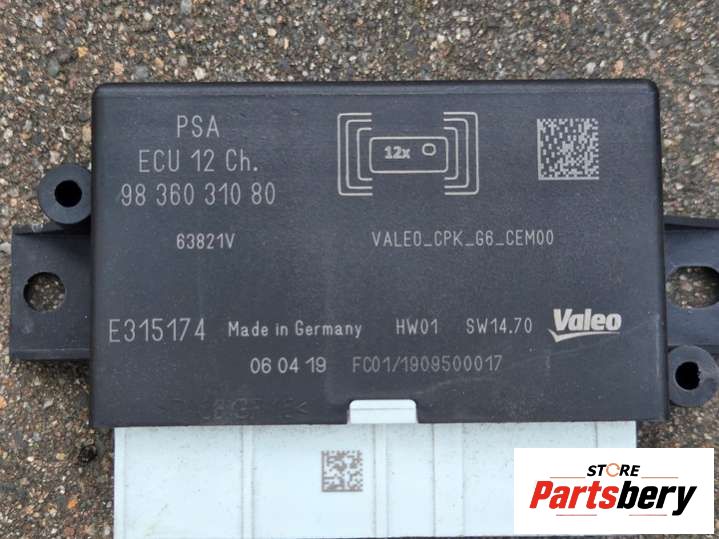 PSA
ECU 12 Ch.
98 360 310 80
12x
63821V
VALEO_CPK_G6_CEM00
E315174 Made in Germany HW01 SW14.70 Valeo
06 04 19 FC01/1909500017
STORE
Partsbery